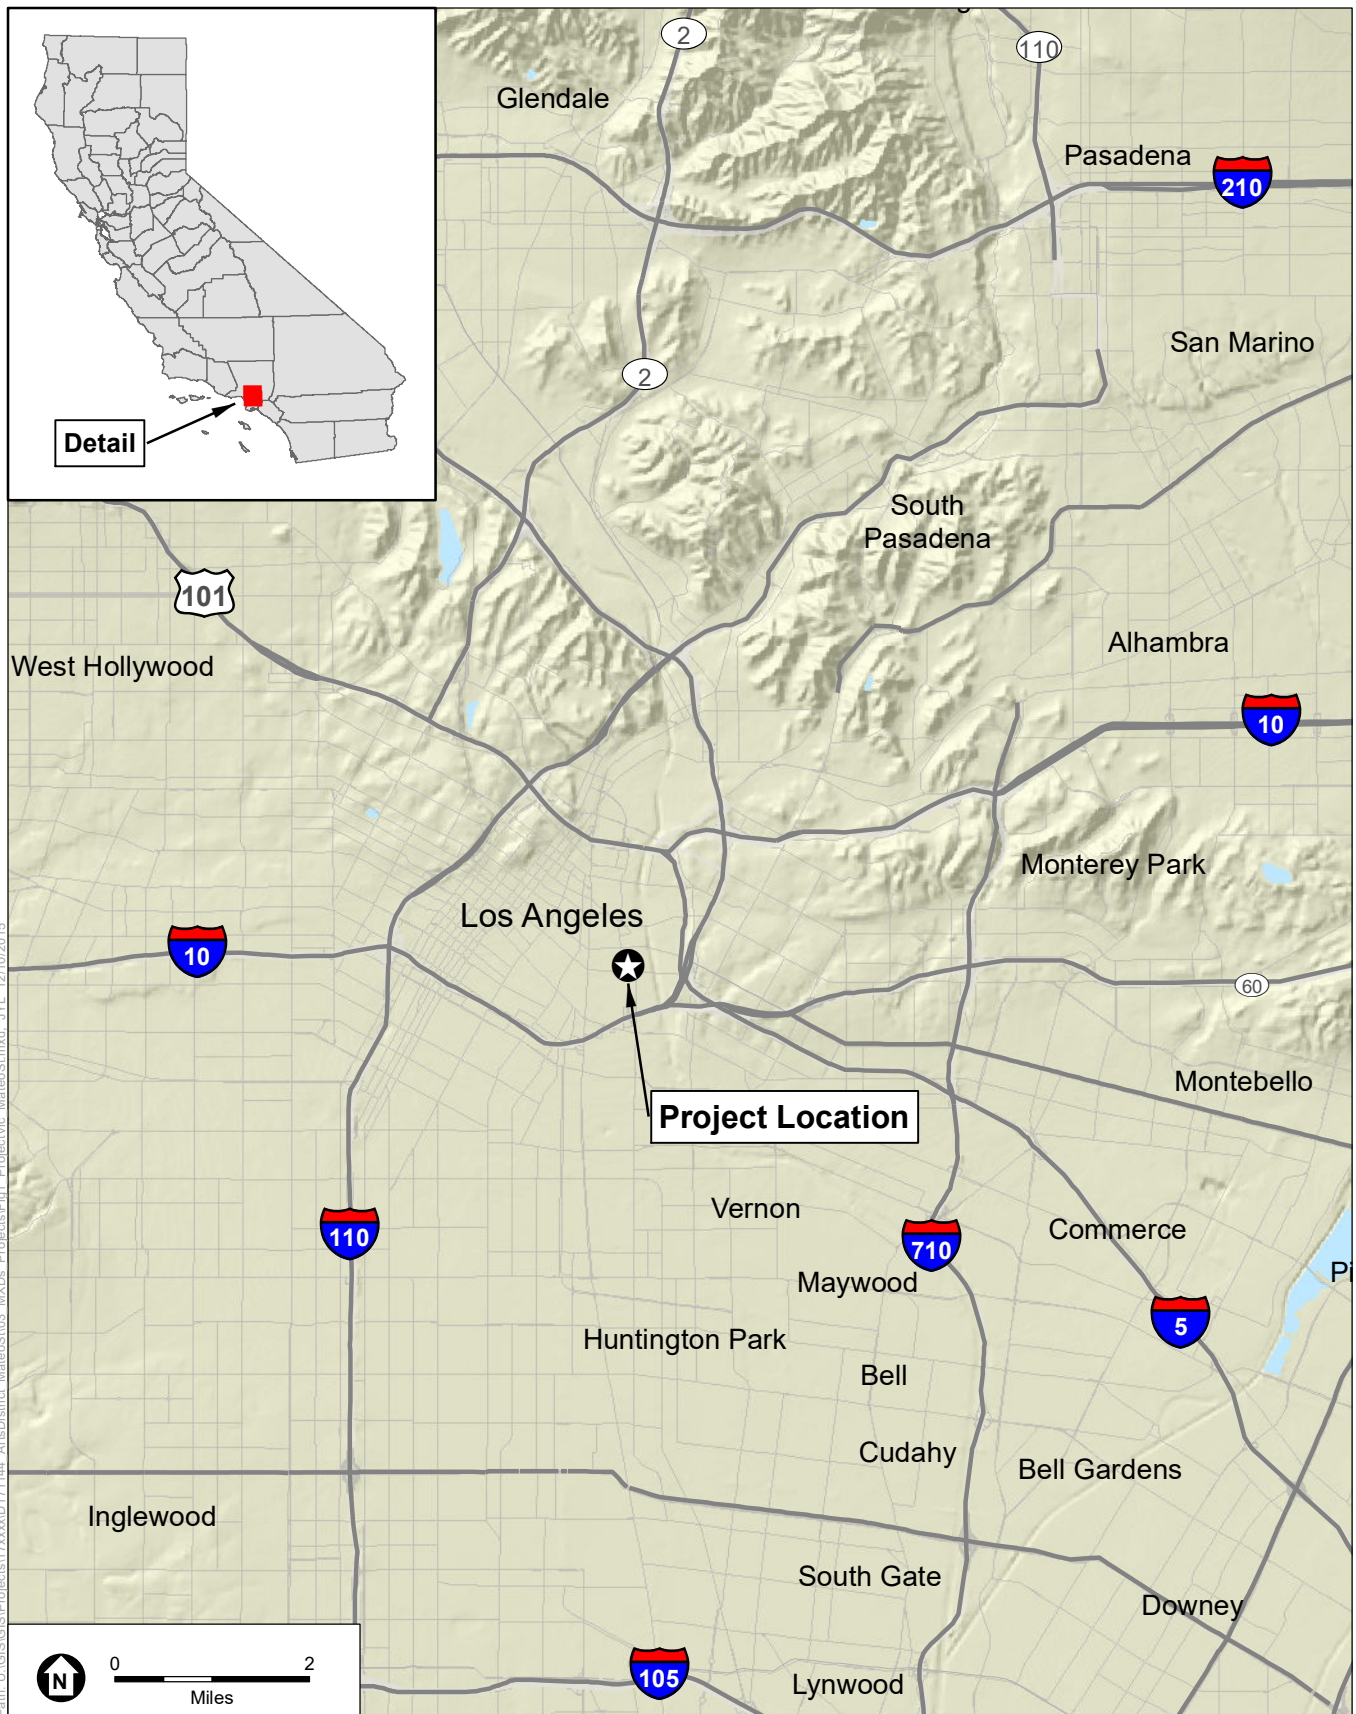 2
110
Glendale
Pasadena
210
San Marino
2
Detail
South
Pasadena
101
Alhambra
West Hollywood
10
Monterey Park
Los Angeles
10
60
Montebello
Project Location
Vernon
110
710
Commerce
Maywood
Pi
5
Huntington Park
Bell
Cudahy
Bell Gardens
Inglewood
South Gate
Downey
N
0 2
Miles
105
Lynwood